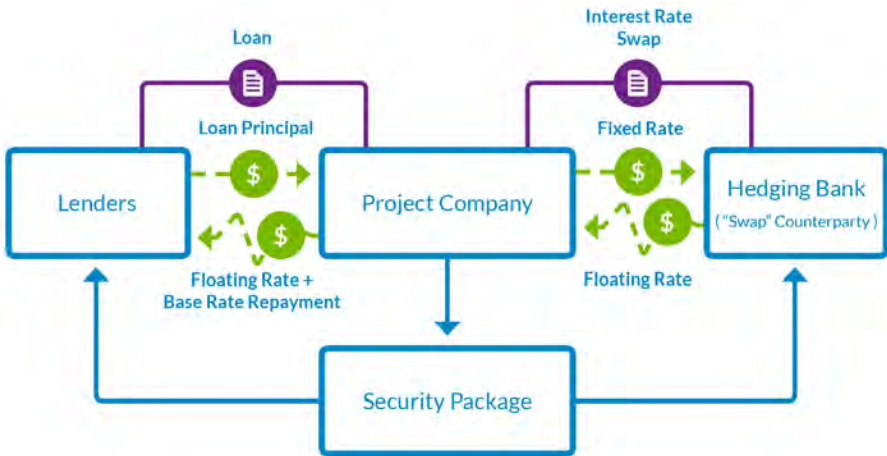 Loan
Interest Rate
Swap
Loan Principal
Fixed Rate
$
$
Lenders
Project Company
Hedging Bank
("Swap" Counterparty)
$
$
Floating Rate +
Base Rate Repayment
Floating Rate
Security Package